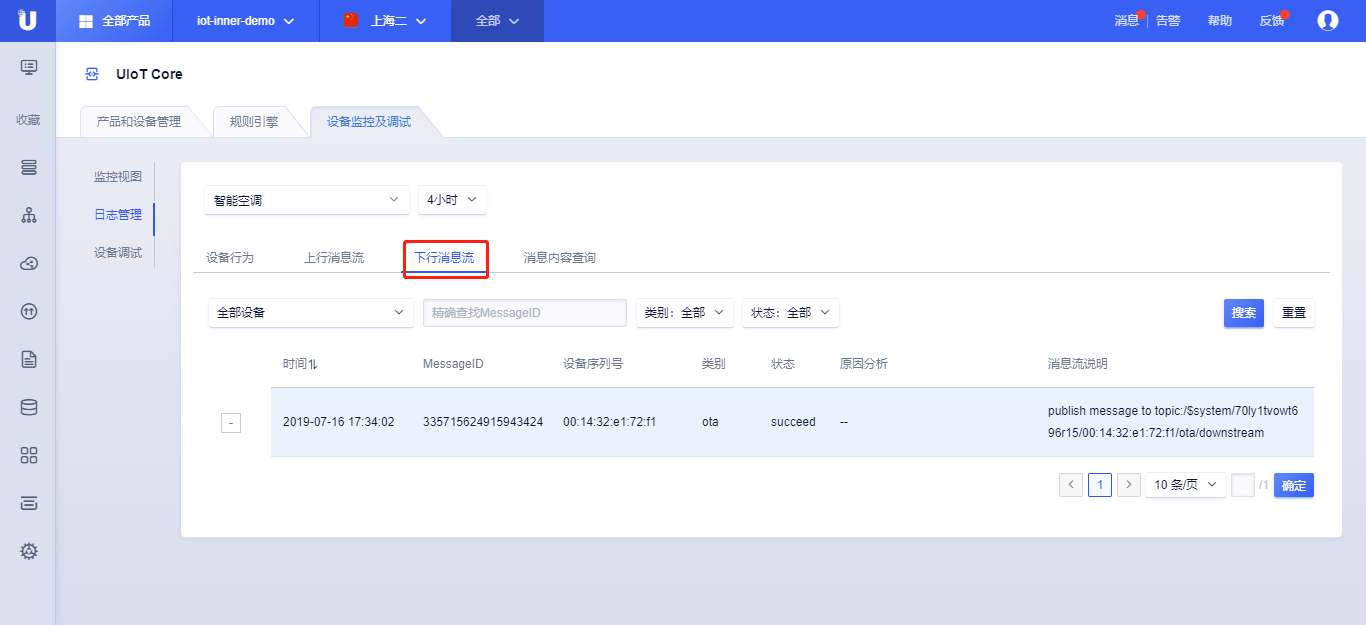 全部产品
iot-inner-demo
上海二
全部
消息
告警
帮助
反馈
收藏
UIoT Core
产品和设备管理
规则引擎
设备监控及调试
监控视图
日志管理
设备调试
智能空调
4小时
设备行为
上行消息流
下行消息流
消息内容查询
全部设备
精确查找MessageID
类别：全部
状态：全部
搜索
重置
时间
MessageID
设备序列号
类别
状态
原因分析
消息流说明
-
2019-07-16 17:34:02
335715624915943424
00:14:32:e1:72:f1
ota
succeed
--
publish message to topic:/$system/70ly1tvowt6
96r15/00:14:32:e1:72:f1/ota/downstream
1
10 条/页
/1
确定